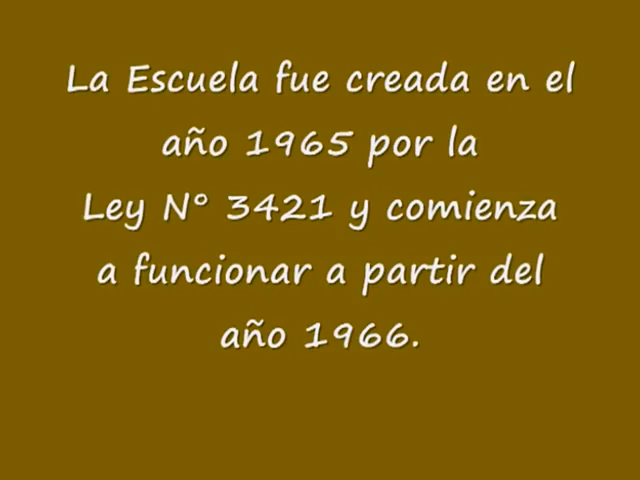 La Escuela fue creada en el
año 1965 por la
Ley N° 3421 y comienza
a funcionar a partir del
año 1966.